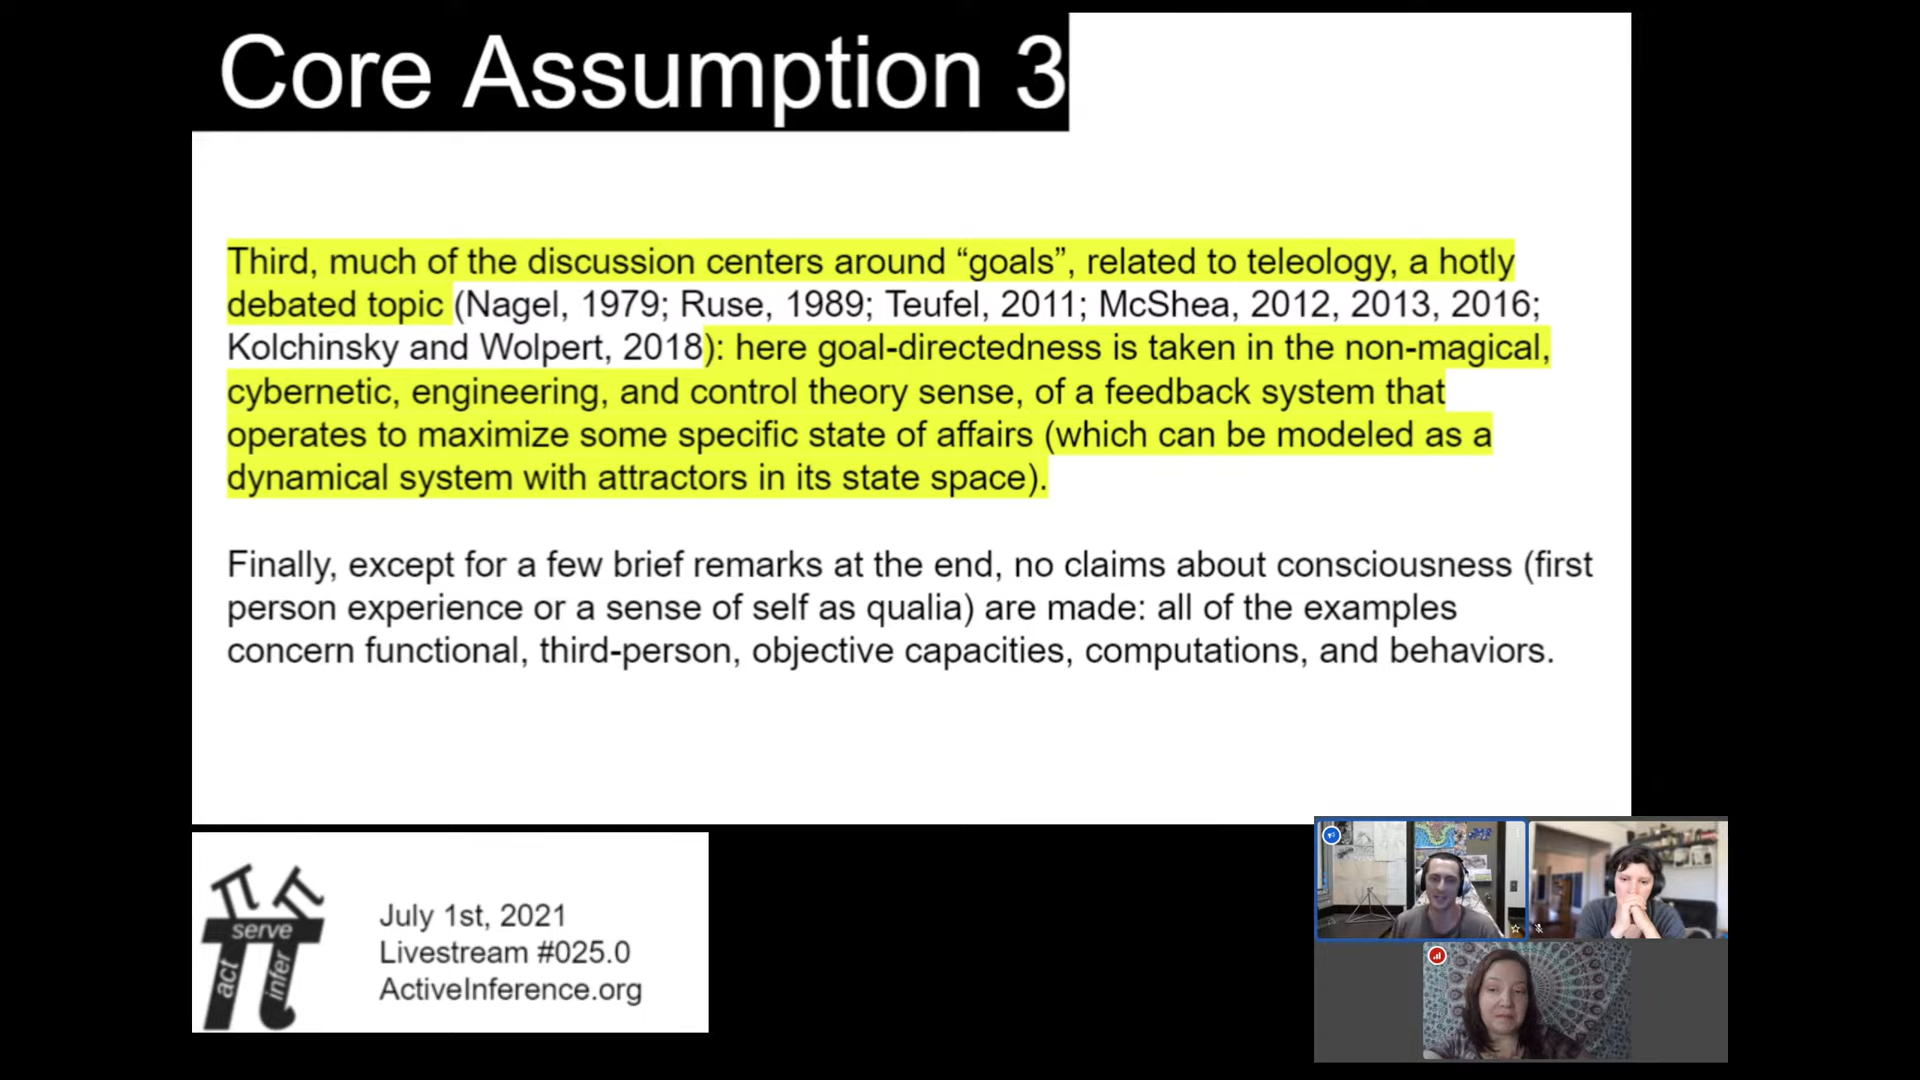 Core Assumption 3
Third, much of the discussion centers around “goals”, related to teleology, a hotly
debated topic (Nagel, 1979; Ruse, 1989; Teufel, 2011; McShea, 2012, 2013, 2016;
Kolchinsky and Wolpert, 2018): here goal-directedness is taken in the non-magical,
cybernetic, engineering, and control theory sense, of a feedback system that
operates to maximize some specific state of affairs (which can be modeled as a
dynamical system with attractors in its state space).
Finally, except for a few brief remarks at the end, no claims about consciousness (first
person experience or a sense of self as qualia) are made: all of the examples
concern functional, third-person, objective capacities, computations, and behaviors.
serve
act
infer
July 1st, 2021
Livestream #025.0
ActiveInference.org